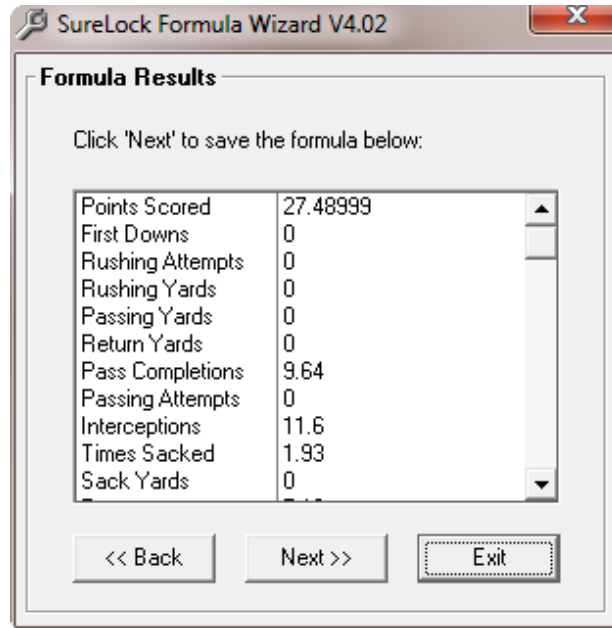 SureLock Formula Wizard V4.02
Formula Results
Click 'Next' to save the formula below:
Points Scored 27.48999
First Downs 0
Rushing Attempts 0
Rushing Yards 0
Passing Yards 0
Return Yards 0
Pass Completions 9.64
Passing Attempts 0
Interceptions 11.6
Times Sacked 1.93
Sack Yards 0
<< Back Next >> Exit